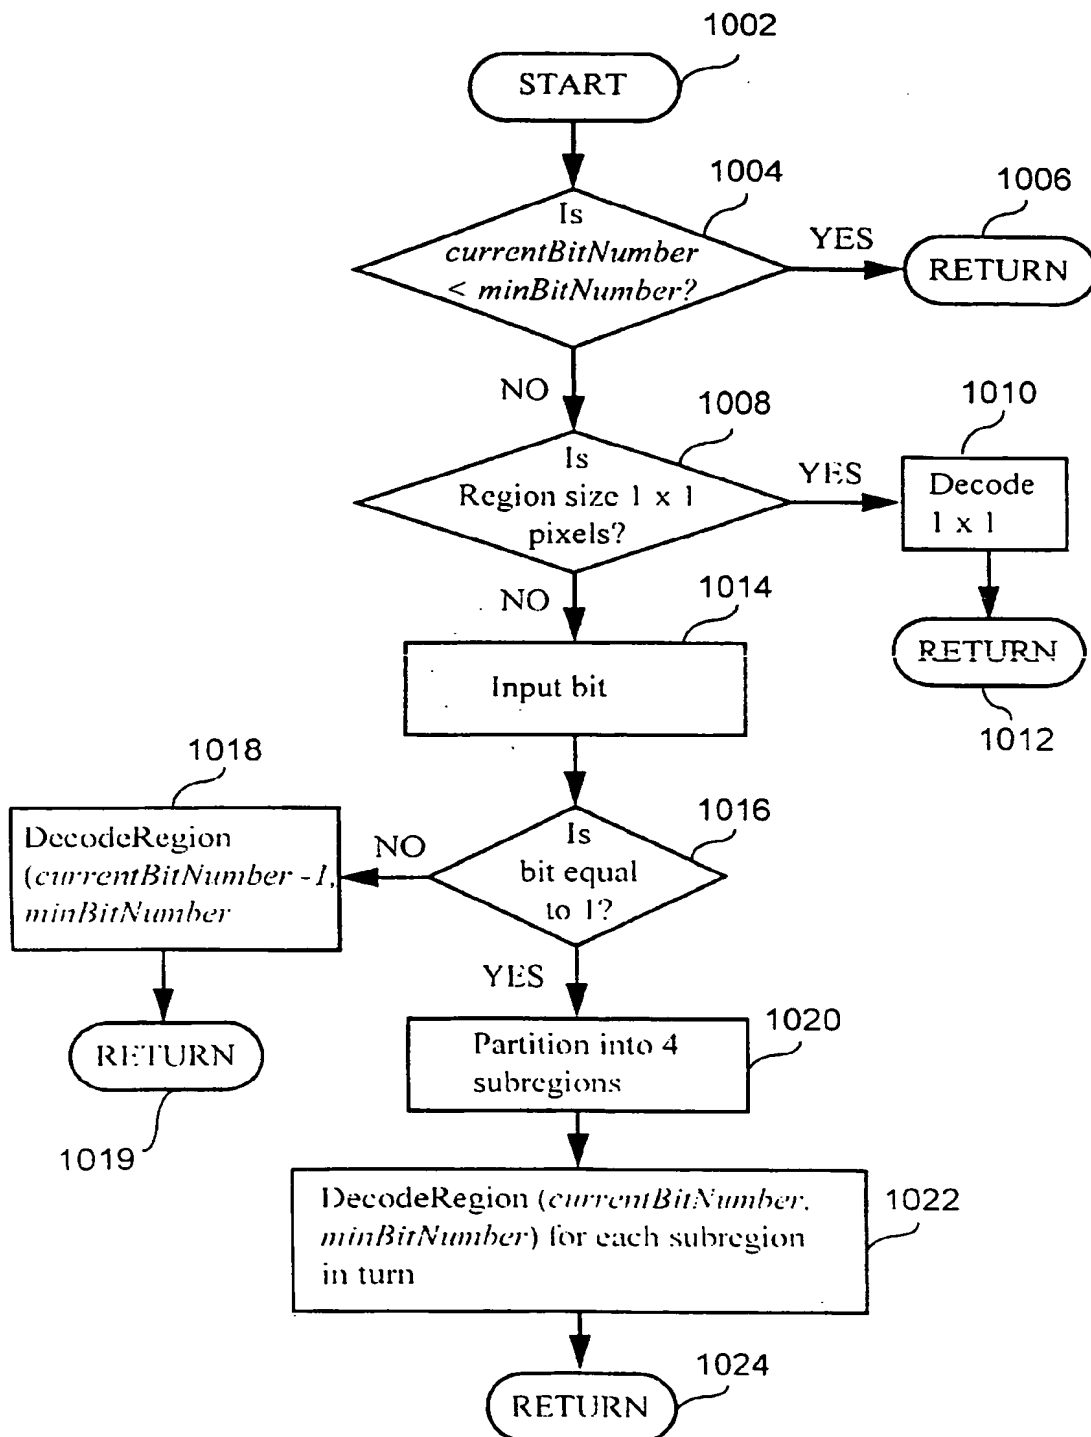 1002
START
1004
Is
currentBitNumber
< minBitNumber?
YES
1006
RETURN
NO
1008
Is
Region size 1 x 1
pixels?
YES
1010
Decode
1 x 1
RETURN
1012
NO
1014
Input bit
1016
Is
bit equal
to 1?
NO
1018
DecodeRegion
(currentBitNumber -1,
minBitNumber
RETURN
1019
YES
1020
Partition into 4
subregions
1022
DecodeRegion (currentBitNumber,
minBitNumber) for each subregion
in turn
1024
RETURN